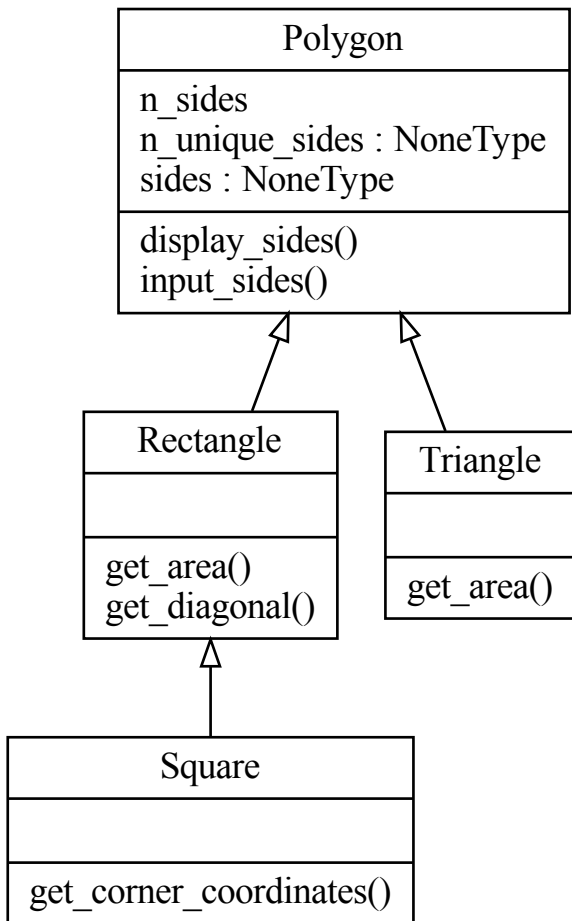 Polygon
n_sides
n_unique_sides : NoneType
sides : NoneType
display_sides()
input_sides()
Rectangle
get_area()
get_diagonal()
Triangle
get_area()
Square
get_corner_coordinates()